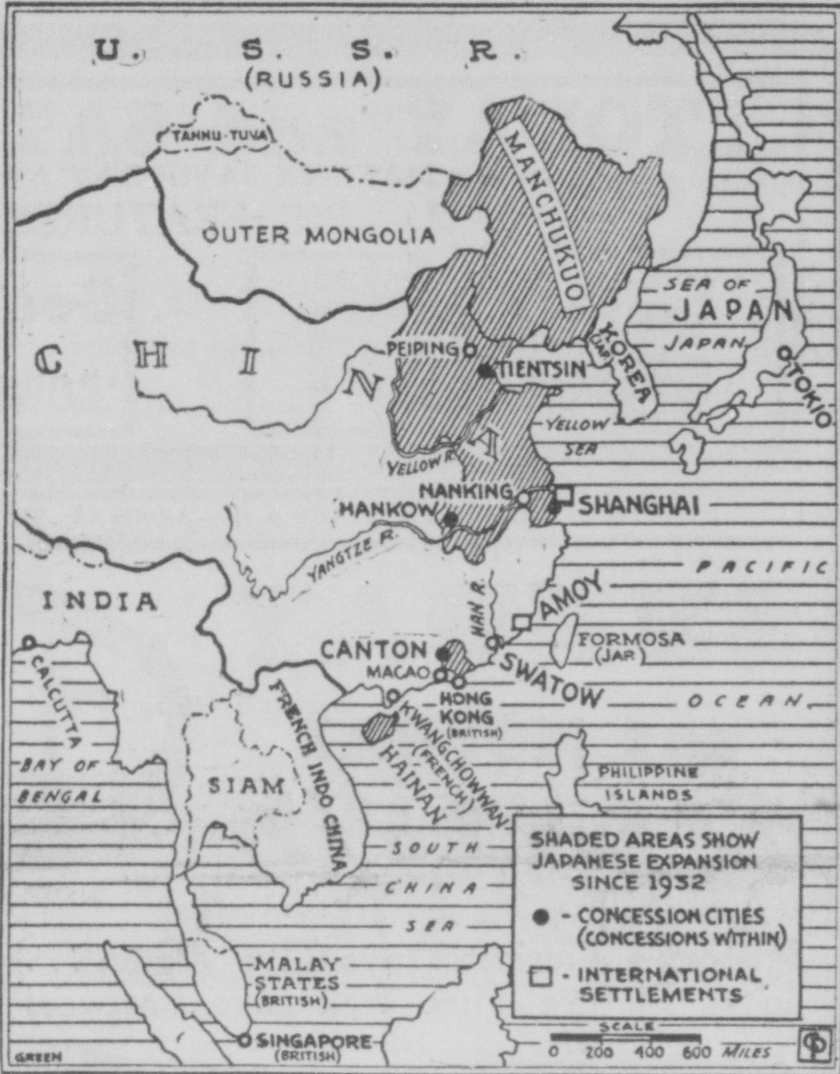 U. S. S. R.
(RUSSIA)
TANNU-TUVA
OUTER MONGOLIA
MANCHUKUO
SEA OF
JAPAN
JAPAN
KOREA
(JAP.)
TOKIO
C H I N A
PEIPING
TIENTSIN
YELLOW
SEA
YELLOW R.
NANKING
HANKOW
SHANGHAI
YANGTZE R.
PACIFIC
INDIA
HAN R.
AMOY
FORMOSA
(JAP.)
CANTON
SWATOW
MACAO
CALCUTTA
HONG
KONG
(BRITISH)
OCEAN.
KWANGCHOWWAN
(FRENCH)
HAINAN
FRENCH INDO CHINA
BAY OF
BENGAL
SIAM
PHILIPPINE
ISLANDS
SOUTH
CHINA
SEA
SHADED AREAS SHOW
JAPANESE EXPANSION
SINCE 1932
- CONCESSION CITIES
(CONCESSIONS WITHIN)
- INTERNATIONAL
SETTLEMENTS
MALAY
STATES
(BRITISH)
SINGAPORE
(BRITISH)
SCALE
0 200 400 600 MILES
GREEN